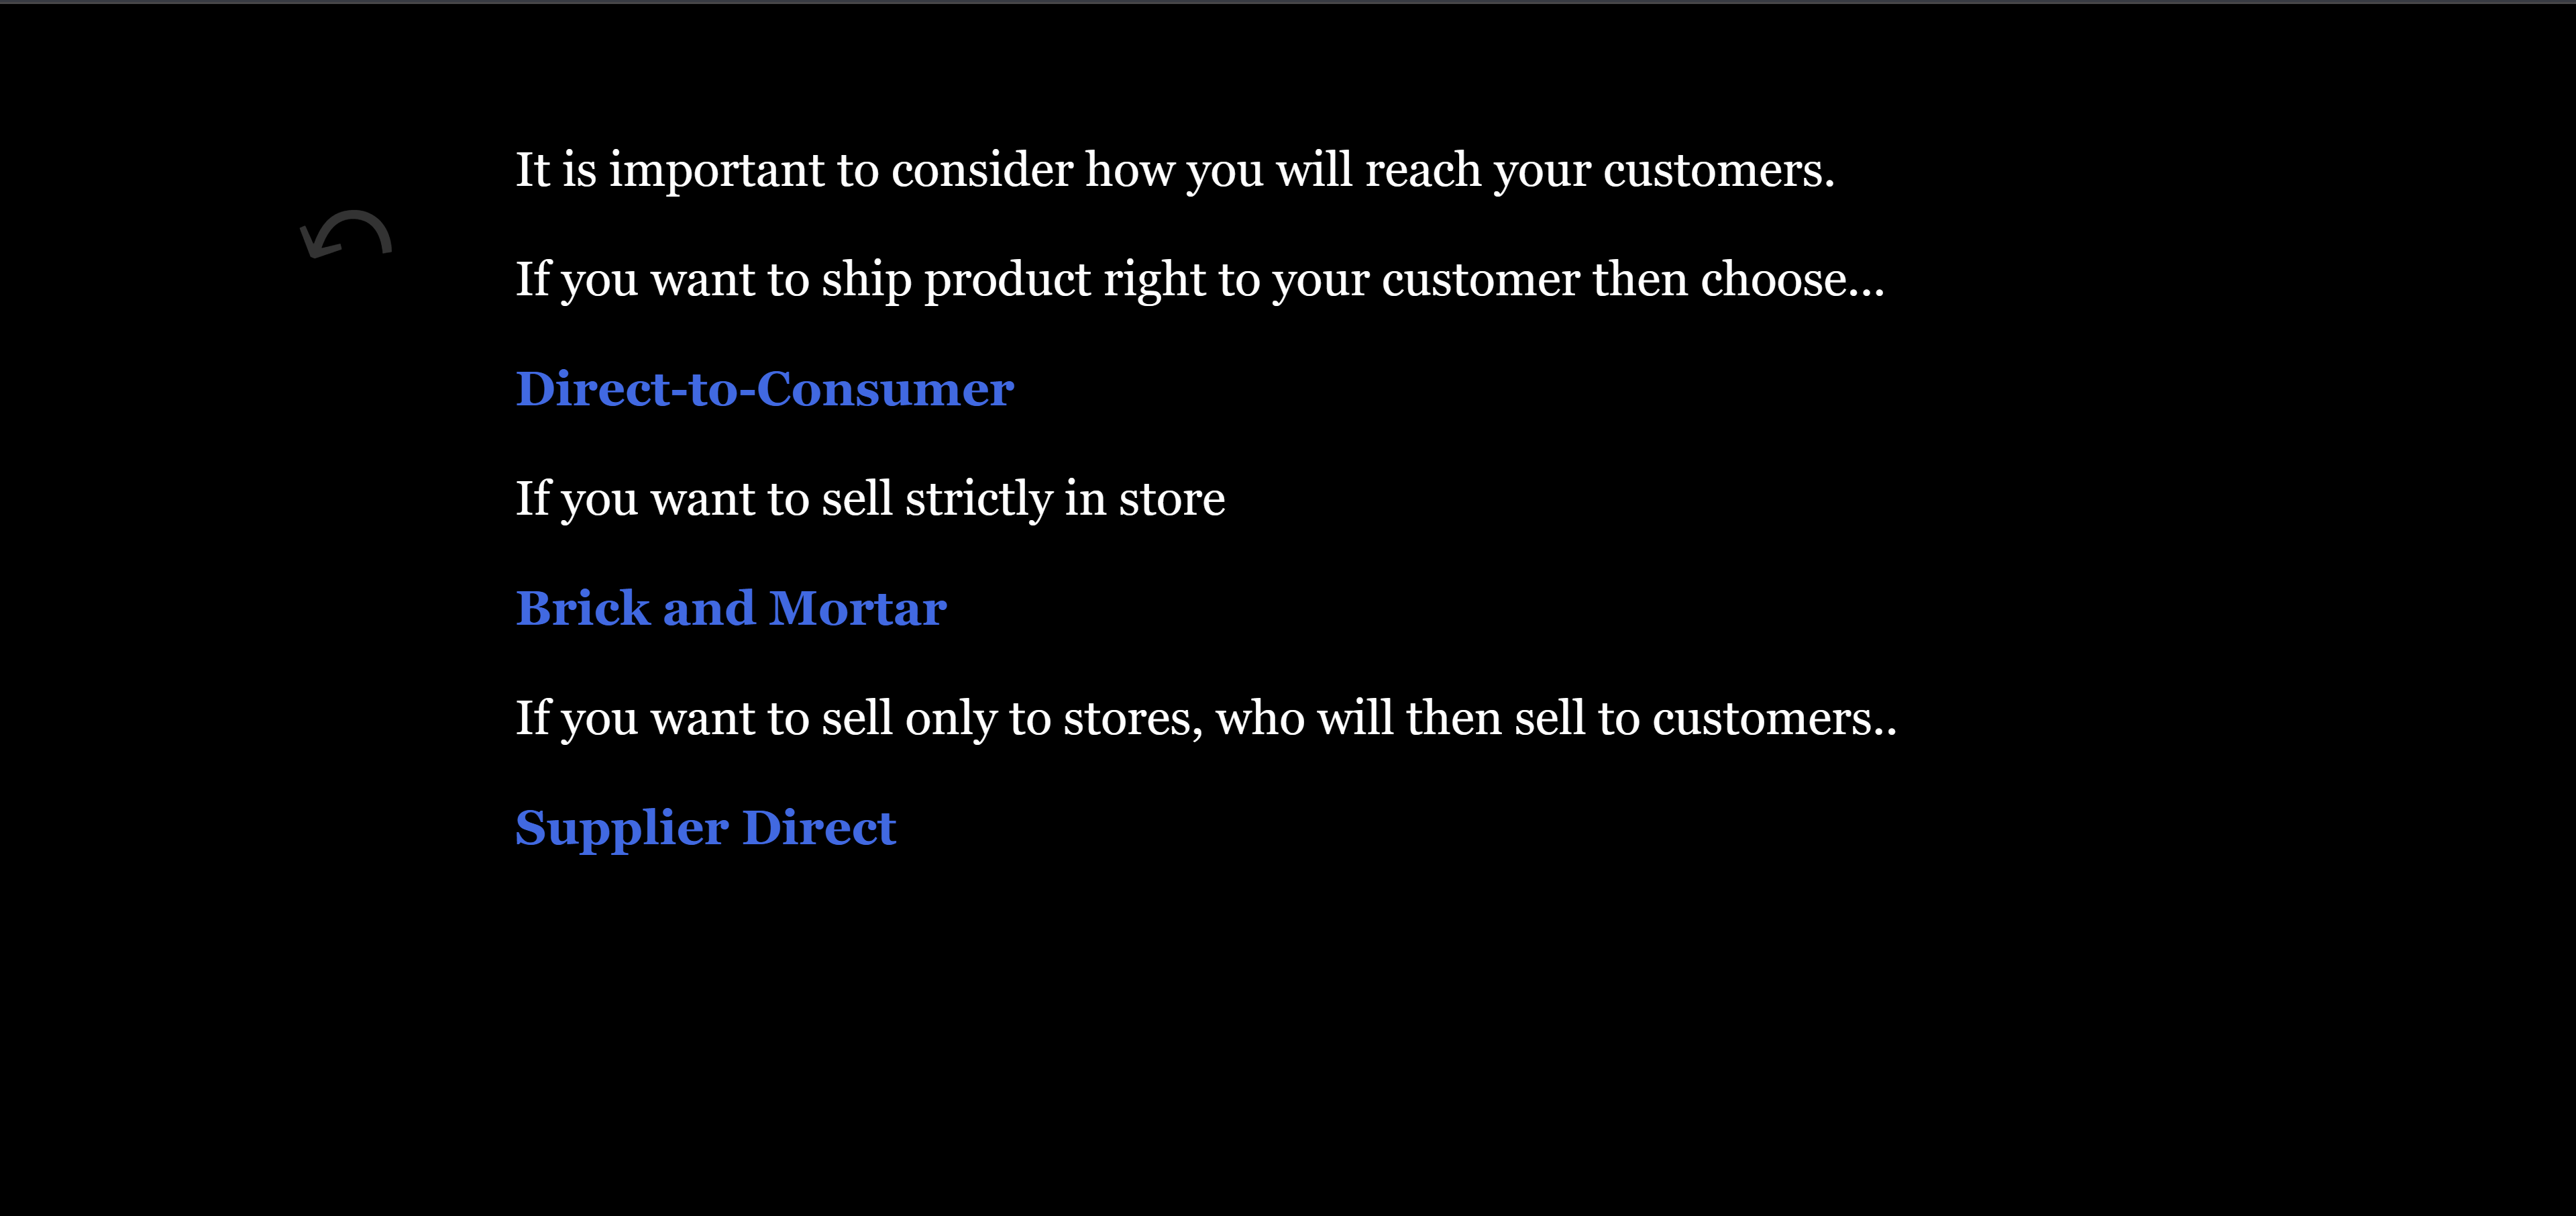 It is important to consider how you will reach your customers.
If you want to ship product right to your customer then choose...
Direct-to-Consumer
If you want to sell strictly in store
Brick and Mortar
If you want to sell only to stores, who will then sell to customers..
Supplier Direct